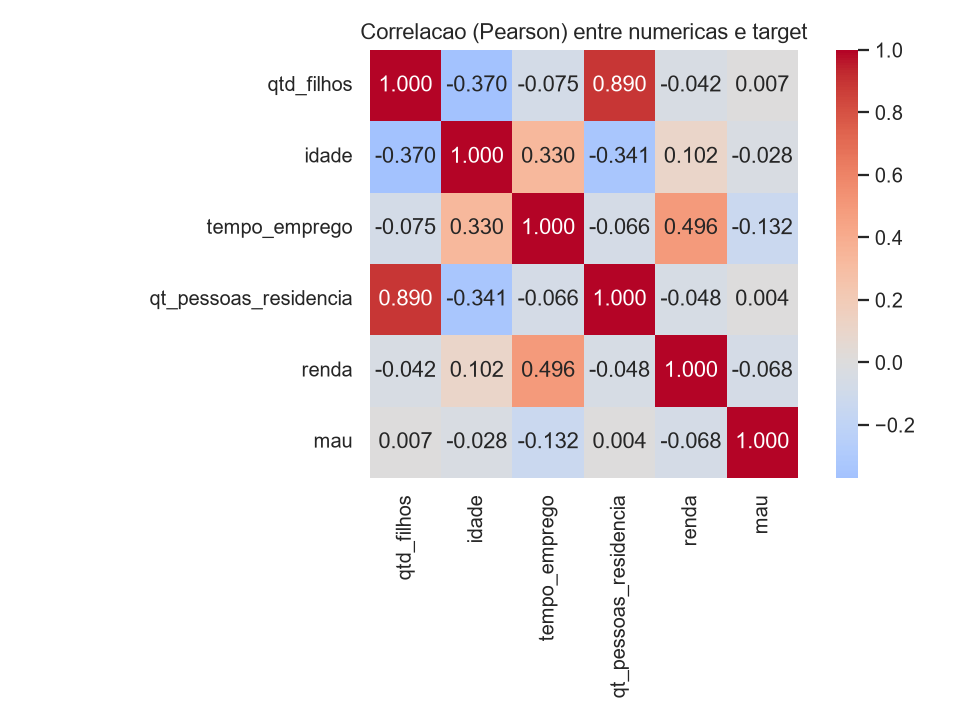 Correlacao (Pearson) entre numericas e target
qtd_filhos 1.000 -0.370 -0.075 0.890 -0.042 0.007
idade -0.370 1.000 0.330 -0.341 0.102 -0.028
tempo_emprego -0.075 0.330 1.000 -0.066 0.496 -0.132
qt_pessoas_residencia 0.890 -0.341 -0.066 1.000 -0.048 0.004
renda -0.042 0.102 0.496 -0.048 1.000 -0.068
mau 0.007 -0.028 -0.132 0.004 -0.068 1.000
qtd_filhos
idade
tempo_emprego
qt_pessoas_residencia
renda
mau
1.0
0.8
0.6
0.4
0.2
0.0
−0.2